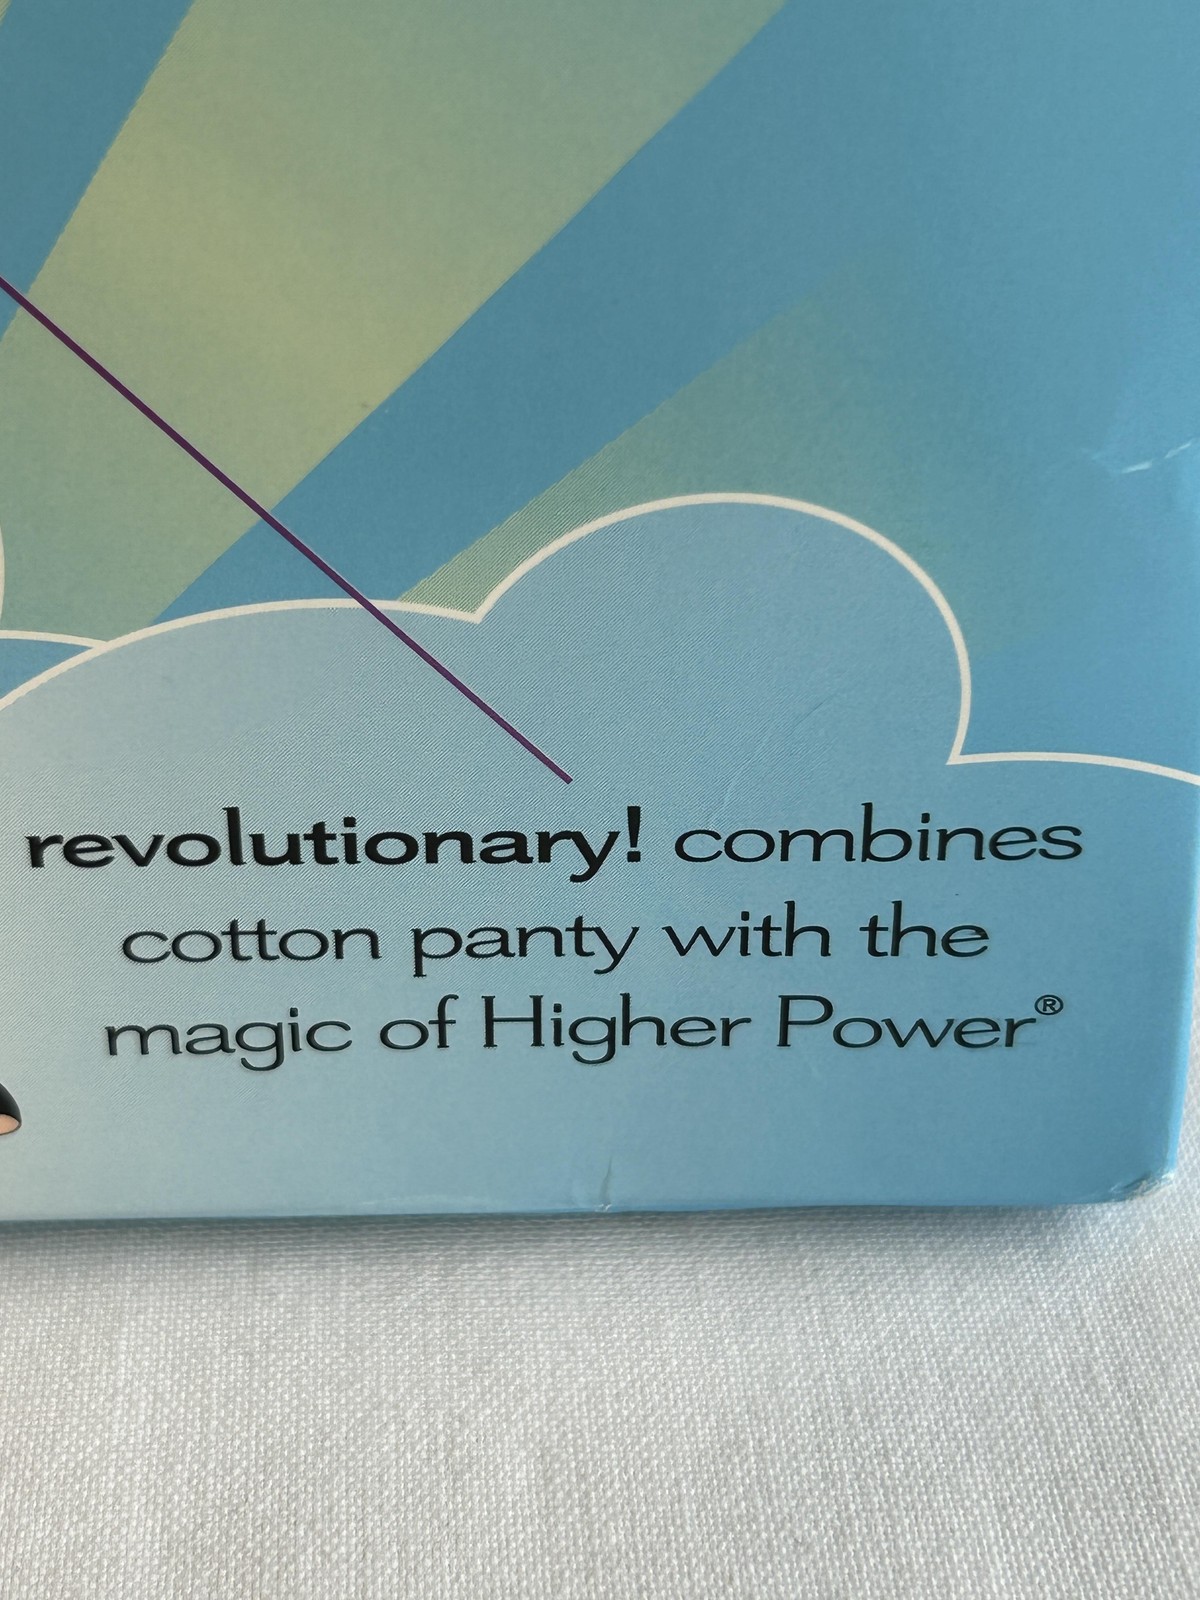 revolutionary! combines
cotton panty with the
magic of Higher Power®